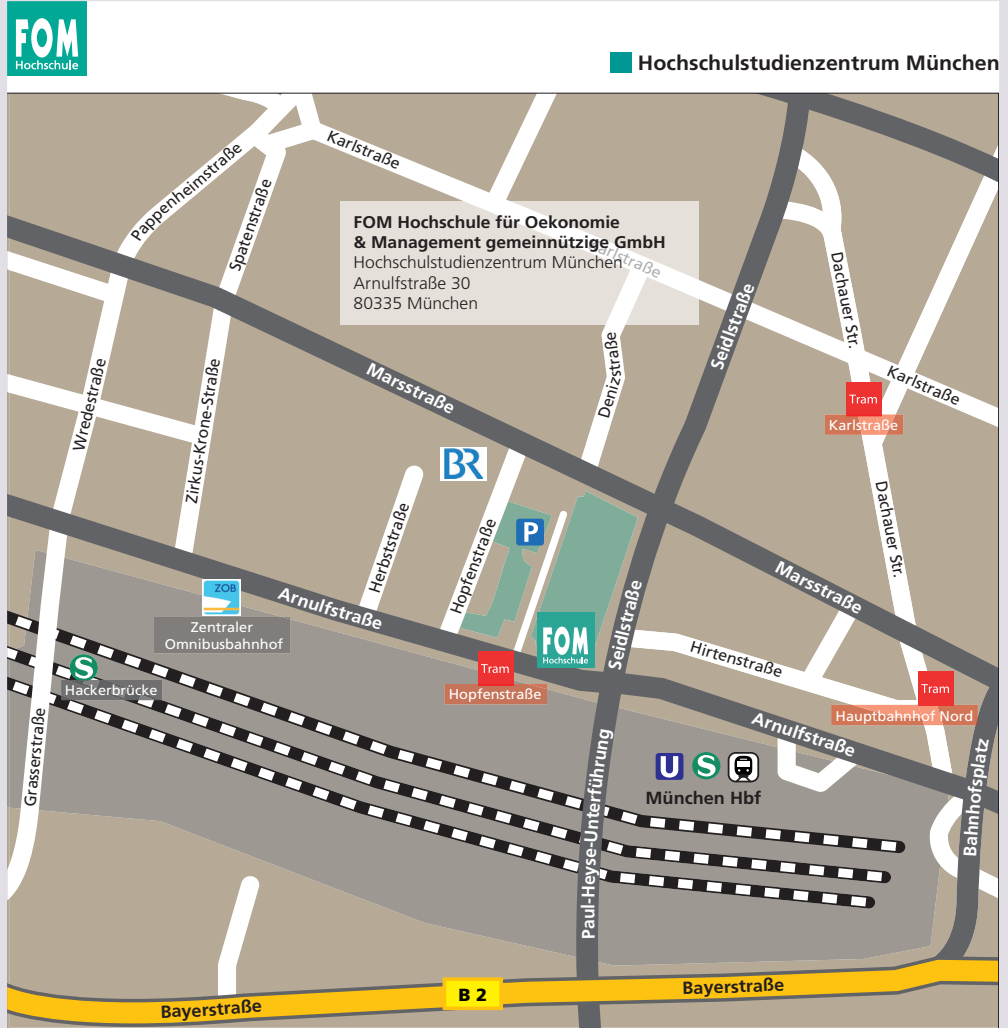 FOM
Hochschule
Hochschulstudienzentrum München
Karlstraße
Pappenheimstraße
Spatenstraße
FOM Hochschule für Oekonomie
& Management gemeinnützige GmbH
Hochschulstudienzentrum München
Arnulfstraße 30
80335 München
Karlstraße
Dachauer Str.
Seidlstraße
Marsstraße
Denizstraße
Karlstraße
Tram
Karlstraße
Wredestraße
Zirkus-Krone-Straße
BR
Herbststraße
Hopfenstraße
P
Dachauer Str.
Marsstraße
ZOB
Zentraler
Omnibusbahnhof
Arnulfstraße
FOM
Hochschule
Seidlstraße
Hirtenstraße
S
Hackerbrücke
Tram
Hopfenstraße
Tram
Hauptbahnhof Nord
Arnulfstraße
Grasserstraße
U S
München Hbf
Paul-Heyse-Unterführung
Bahnhofsplatz
Bayerstraße
B 2
Bayerstraße